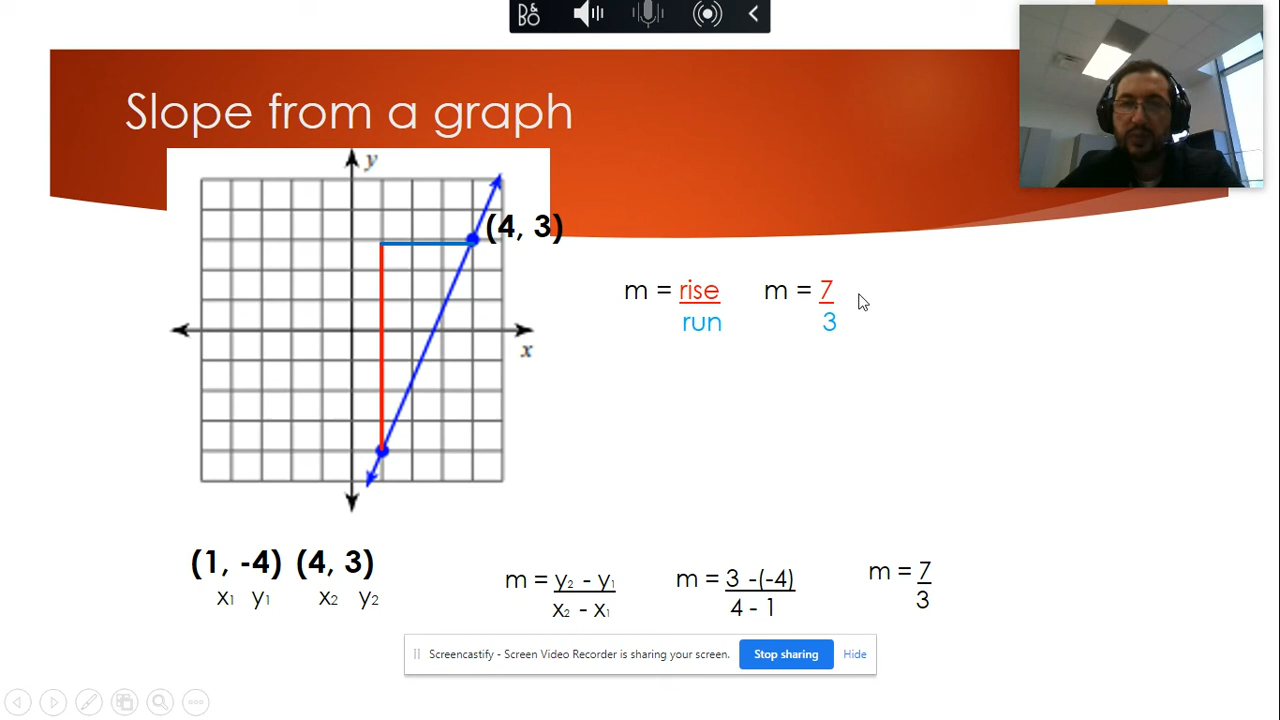 B&O
Slope from a graph
y
(4, 3)
x
m = rise
run
m = 7
3
(1, -4) (4, 3)
x₁ y₁ x₂ y₂
m = y₂ - y₁
x₂ - x₁
m = 3 -(-4)
4 - 1
m = 7
3
Screencastify - Screen Video Recorder is sharing your screen. Stop sharing Hide